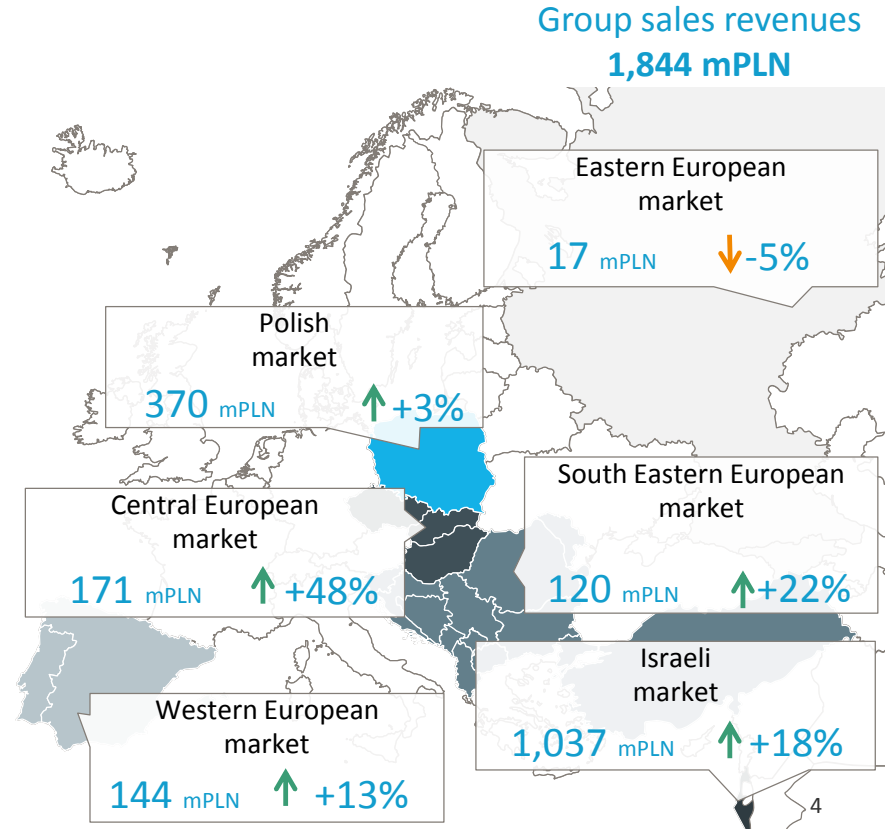 Group sales revenues
1,844 mPLN
Eastern European
market
17 mPLN -5%
Polish
market
370 mPLN +3%
Central European
market
171 mPLN +48%
South Eastern European
market
120 mPLN +22%
Israeli
market
1,037 mPLN +18%
Western European
market
144 mPLN +13%
4